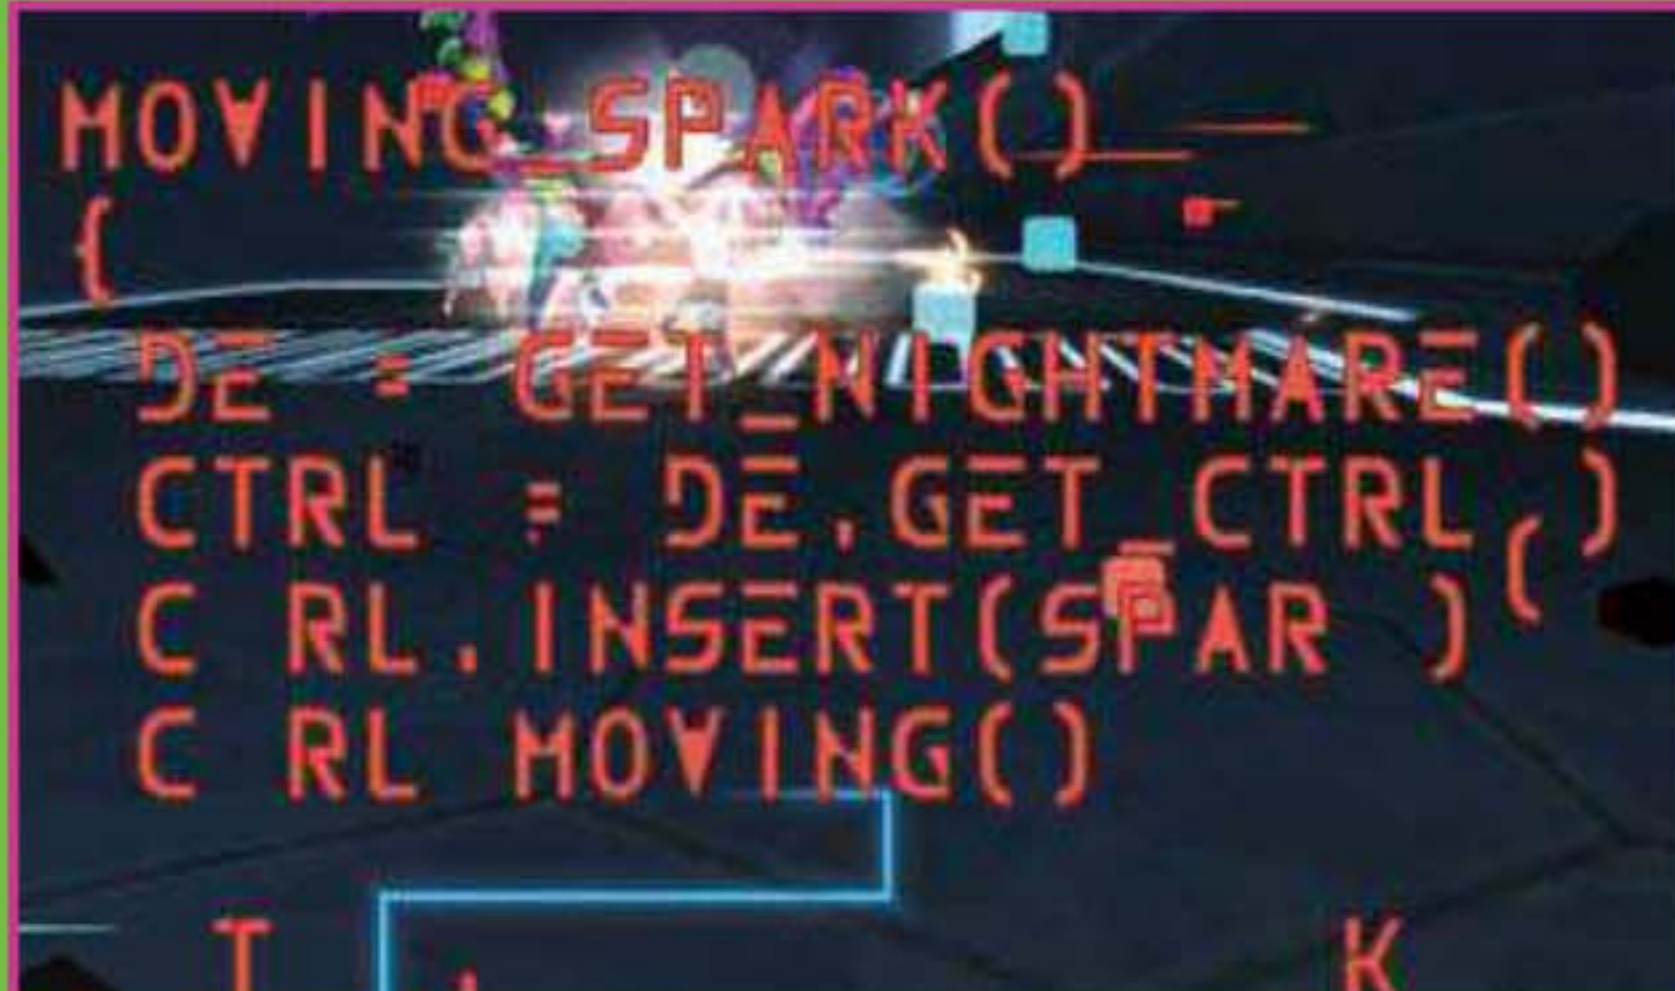 MOVING_SPARK()
(
DE = GET_NIGHTMARE()
CTRL = DE.GET_CTRL()
C RL.INSERT(SPAR )
C RL MOVING()
T . K